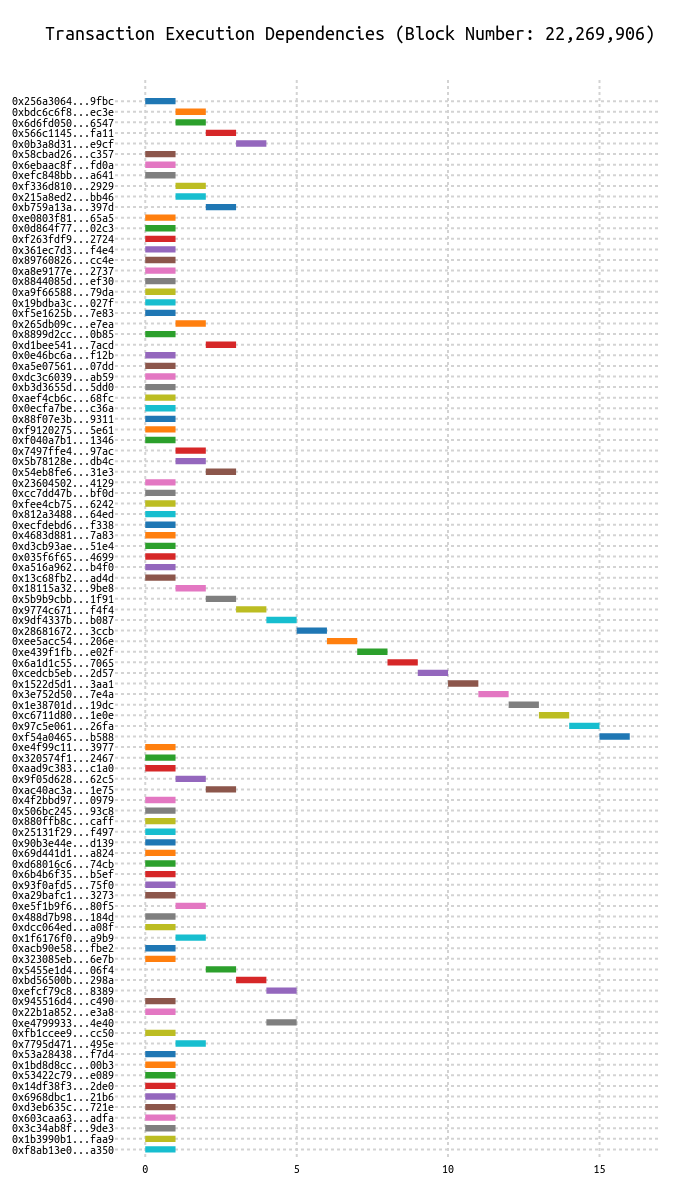 Transaction Execution Dependencies (Block Number: 22,269,906)
0x256a3064...9fbc
0xbdc6c6f8...ec3e
0x6d6fd050...6547
0x566c1145...fa11
0x0b3a8d31...e9cf
0x58cbad26...c357
0x6ebaac8f...fd0a
0xefc848bb...a641
0xf336d810...2929
0x215a8ed2...bb46
0xb759a13a...397d
0xe0803f81...65a5
0x0d864f77...02c3
0xf263fdf9...2724
0x361ec7d3...f4e4
0x89760826...cc4e
0xa8e9177e...2737
0x8844085d...ef30
0xa9f66588...79da
0x19bdba3c...027f
0xf5e1625b...7e83
0x265db09c...e7ea
0x8899d2cc...0b85
0xd1bee541...7acd
0x0e46bc6a...f12b
0xa5e07561...07dd
0xdc3c6039...ab59
0xb3d3655d...5dd0
0xaef4cb6c...68fc
0x0ecfa7be...c36a
0x88f07e3b...9311
0xf9120275...5e61
0xf040a7b1...1346
0x7497ffe4...97ac
0x5b78128e...db4c
0x54eb8fe6...31e3
0x23604502...4129
0xcc7dd47b...bf0d
0xfee4cb75...6242
0x812a3488...64ed
0xecfdebd6...f338
0x4683d881...7a83
0xd3cb93ae...51e4
0x035f6f65...4699
0xa516a962...b4f0
0x13c68fb2...ad4d
0x18115a32...9be8
0x5b9b9cbb...1f91
0x9774c671...f4f4
0x9df4337b...b087
0x28681672...3ccb
0xee5acc54...206e
0xe439f1fb...e02f
0x6a1d1c55...7065
0xcedcb5eb...2d57
0x1522d5d1...3aa1
0x3e752d50...7e4a
0x1e38701d...19dc
0xc6711d80...1e0e
0x97c5e061...26fa
0xf54a0465...b588
0xe4f99c11...3977
0x320574f1...2467
0xaad9c383...c1a0
0x9f05d628...62c5
0xac40ac3a...1e75
0x4f2bbd97...0979
0x506bc245...93c8
0x880ffb8c...caff
0x25131f29...f497
0x90b3e44e...d139
0x69d441d1...a824
0xd68016c6...74cb
0x6b4b6f35...b5ef
0x93f0afd5...75f0
0xa29bafc1...3273
0xe5f1b9f6...80f5
0x488d7b98...184d
0xdcc064ed...a08f
0x1f6176f0...a9b9
0xacb90e58...fbe2
0x323085eb...6e7b
0x5455e1d4...06f4
0xbd56500b...298a
0xefcf79c8...8389
0x945516d4...c490
0x22b1a852...e3a8
0xe4799933...4e40
0xfb1ccee9...cc50
0x7795d471...495e
0x53a28438...f7d4
0x1bd8d8cc...00b3
0x53422c79...e089
0x14df38f3...2de0
0x6968dbc1...21b6
0xd3eb635c...721e
0x603caa63...adfa
0x3c34ab8f...9de3
0x1b3990b1...faa9
0xf8ab13e0...a350
0 5 10 15